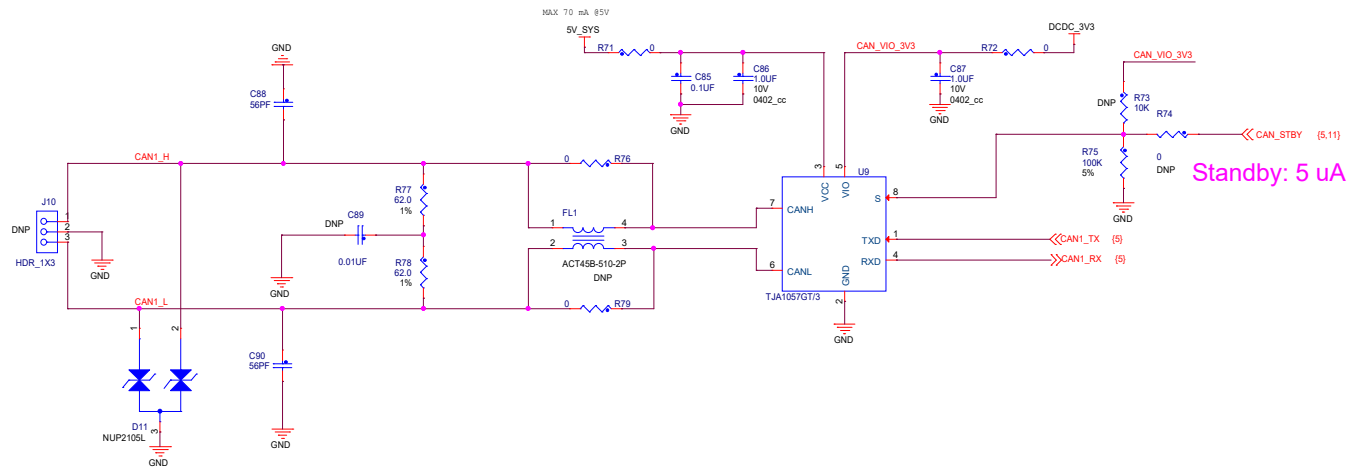 MAX 70 mA @5V
5V_SYS
DCDC_3V3
R71
0
CAN_VIO_3V3
R72
0
GND
CAN_VIO_3V3
C85
0.1UF
C86
1.0UF
10V
0402_cc
C87
1.0UF
10V
0402_cc
C88
56PF
DNP
R73
10K
R74
GND
GND
CAN_STBY {5,11}
CAN1_H
0
R76
3
5
U9
R75
100K
5%
0
DNP
Standby: 5 uA
VCC
VIO
J10
R77
62.0
1%
S
8
GND
DNP
1
2
3
C89
DNP
FL1
1
4
7
CANH
HDR_1X3
GND
0.01UF
2
3
TXD
1
CAN1_TX {5}
R78
62.0
1%
ACT45B-510-2P
DNP
6
CANL
RXD
4
CAN1_RX {5}
GND
GND
CAN1_L
0
R79
TJA1057GT/3
2
1
2
GND
C90
56PF
D11
3
NUP2105L
GND
GND